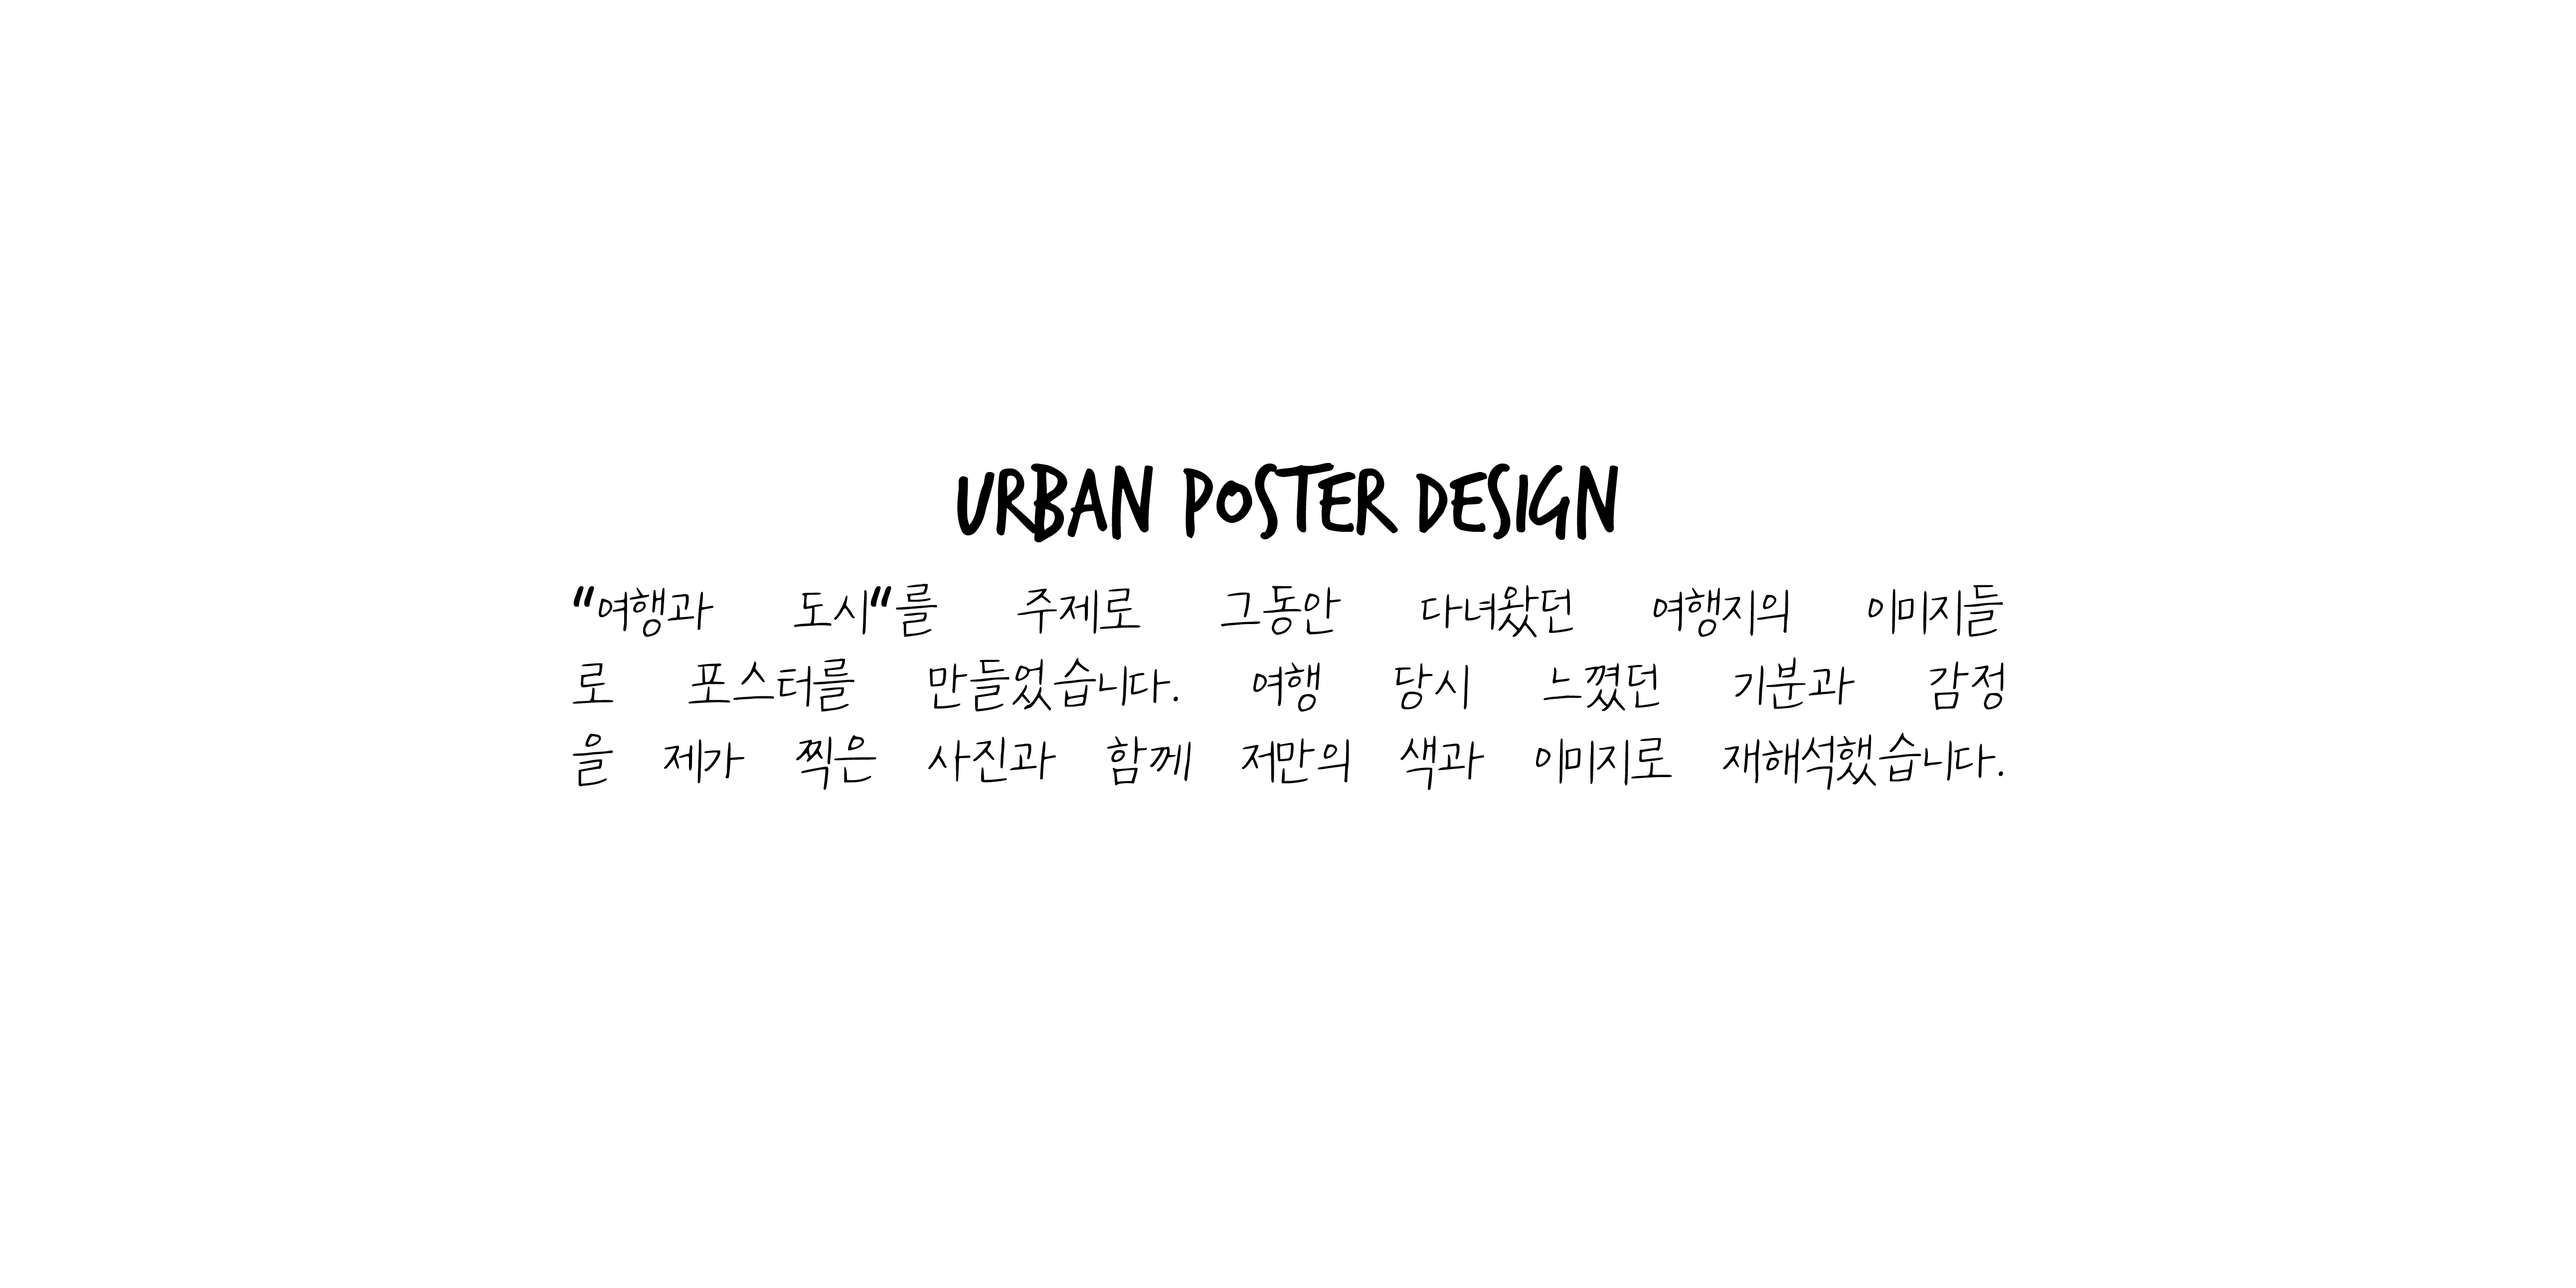 URBAN POSTER DESIGN
"여행과 도시"를 주제로 그동안 다녀왔던 여행지의 이미지들
로 포스터를 만들었습니다. 여행 당시 느꼈던 기분과 감정
을 제가 찍은 사진과 함께 저만의 색과 이미지로 재해석했습니다.